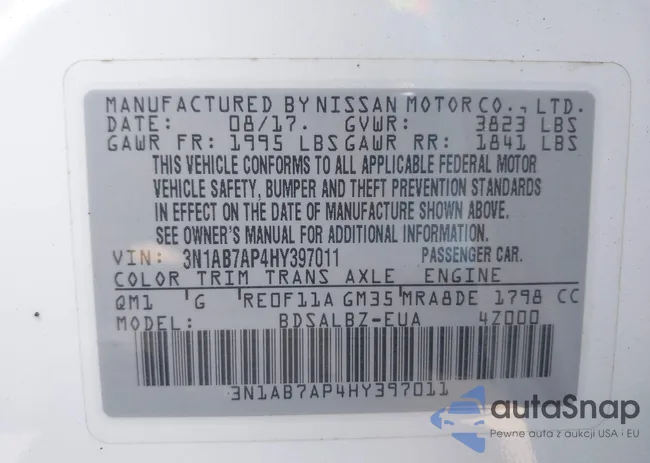 MANUFACTURED BY NISSAN MOTOR CO., LTD.
DATE: 08/17. GVWR: 3823 LBS
GAWR FR: 1995 LBS GAWR RR: 1841 LBS
THIS VEHICLE CONFORMS TO ALL APPLICABLE FEDERAL MOTOR
VEHICLE SAFETY, BUMPER AND THEFT PREVENTION STANDARDS
IN EFFECT ON THE DATE OF MANUFACTURE SHOWN ABOVE.
SEE OWNER'S MANUAL FOR ADDITIONAL INFORMATION.
VIN: 3N1AB7AP4HY397011 PASSENGER CAR.
COLOR TRIM TRANS AXLE ENGINE
QM1 G RE0F11A GM35 MRA8DE 1798 CC
MODEL: BDSALBZ-EUA 4Z000
3N1AB7AP4HY397011
autaSnap
Pewne auta z aukcji USA i EU